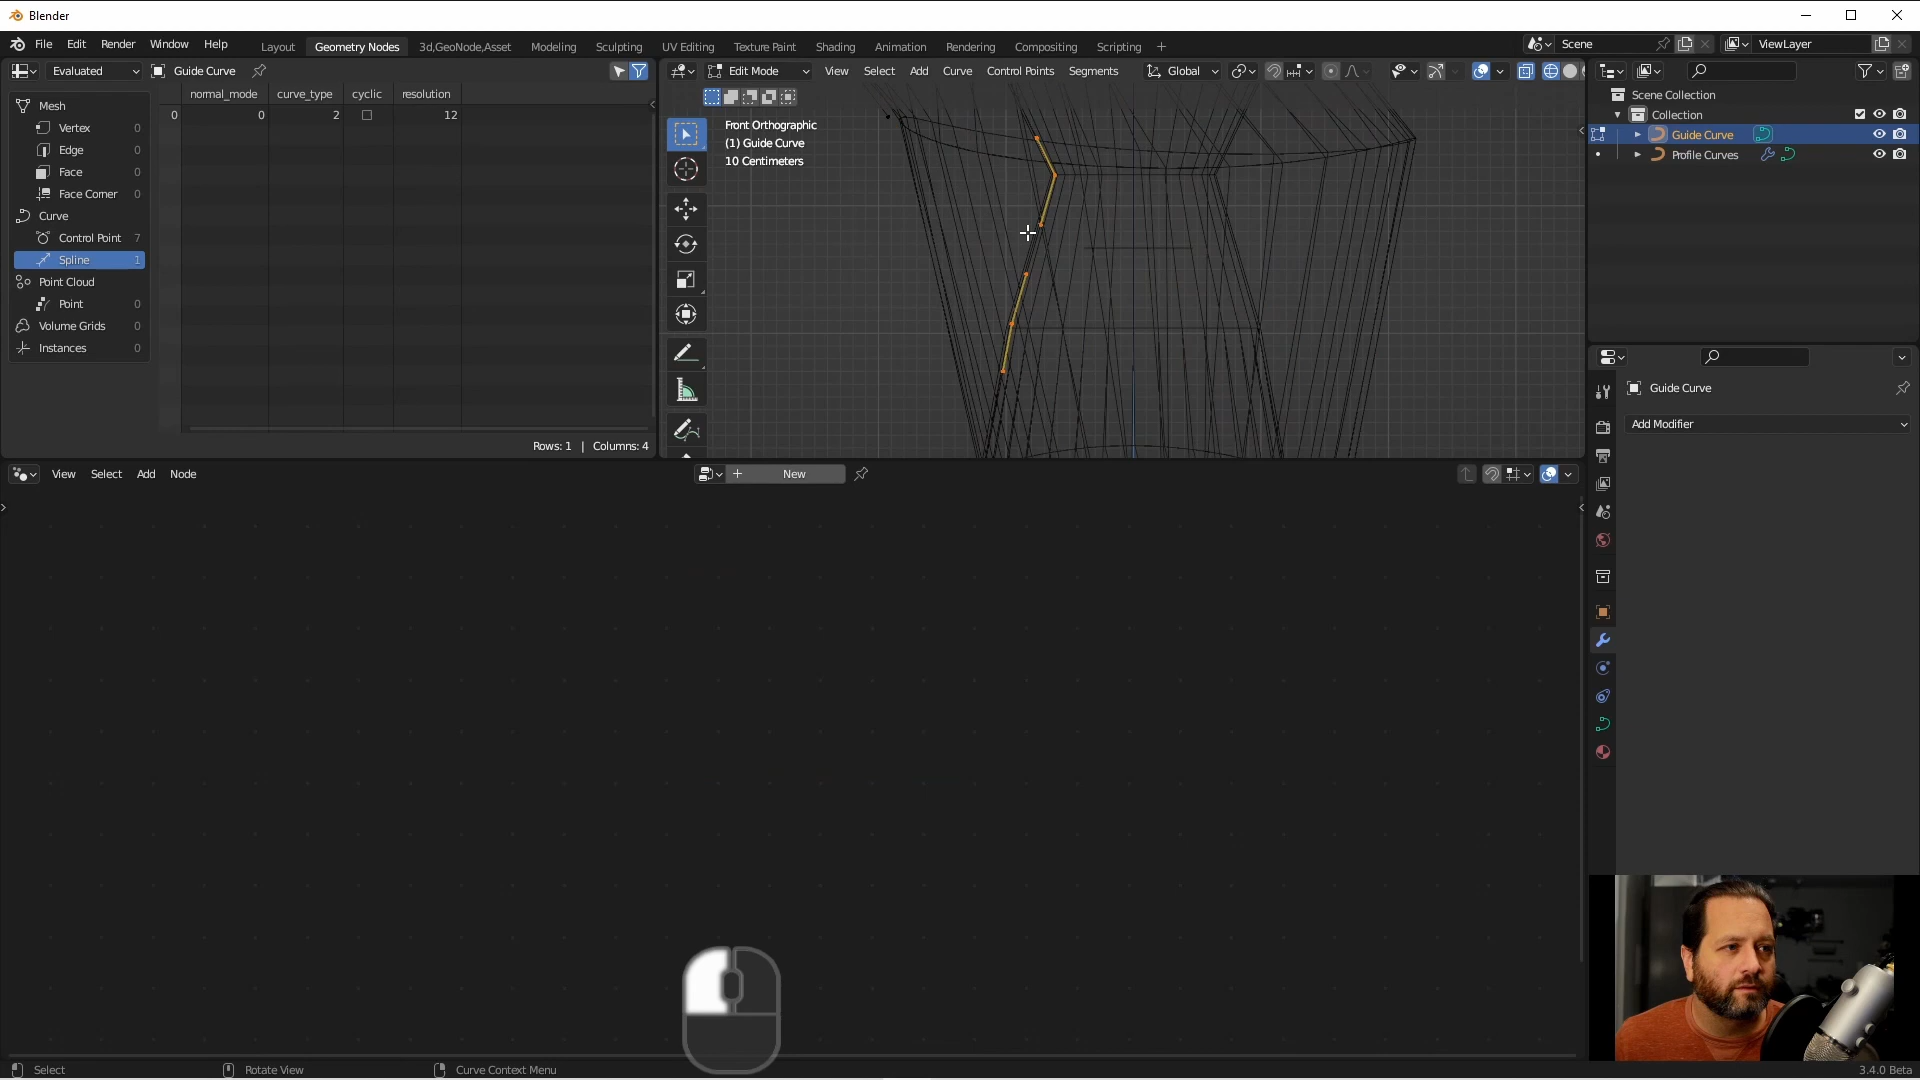 Blender
File Edit Render Window Help Layout Geometry Nodes 3d,GeoNode,Asset Modeling Sculpting UV Editing Texture Paint Shading Animation Rendering Compositing Scripting + Scene ViewLayer
Evaluated Guide Curve Edit Mode View Select Add Curve Control Points Segments Global
normal_mode curve_type cyclic resolution
0 0 2 12
Mesh
Vertex 0
Edge 0
Face 0
Face Corner 0
Curve
Control Point 7
Spline 1
Point Cloud
Point 0
Volume Grids 0
Instances 0
Rows: 1 | Columns: 4
Front Orthographic
(1) Guide Curve
10 Centimeters
Scene Collection
Collection
Guide Curve
Profile Curves
Guide Curve
Add Modifier
View Select Add Node + New
Select Rotate View Curve Context Menu 3.4.0 Beta